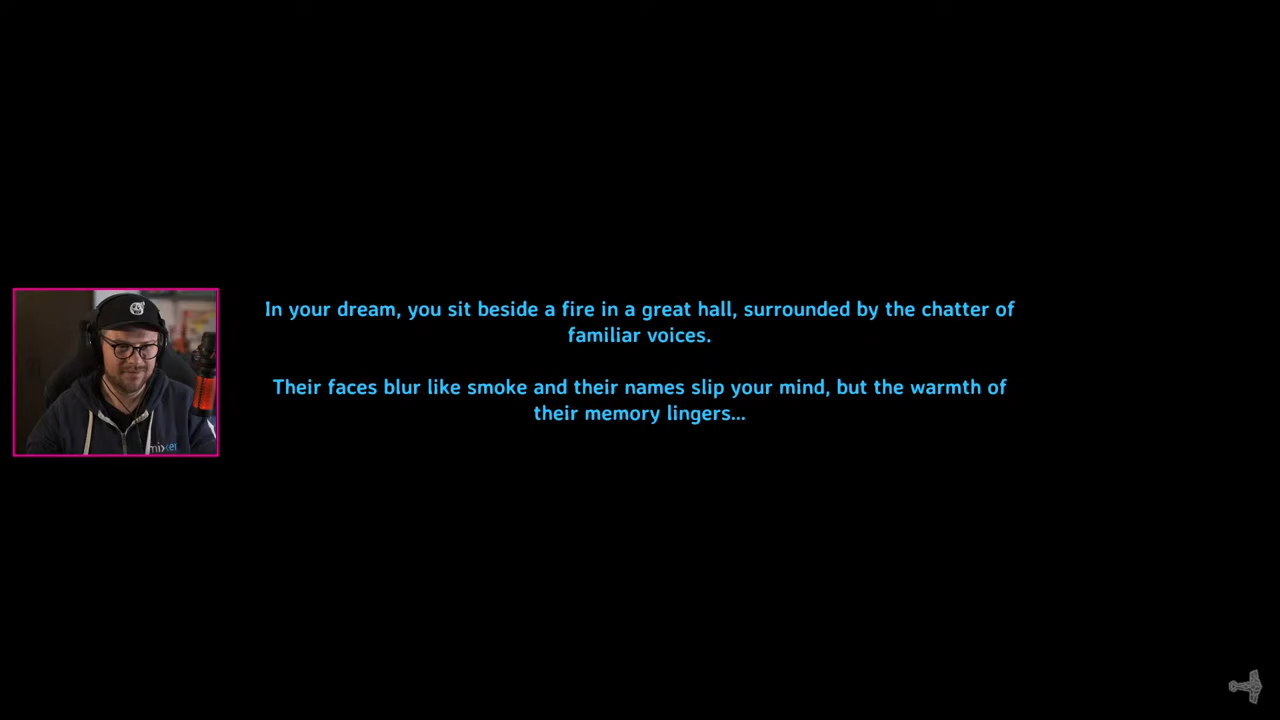 In your dream, you sit beside a fire in a great hall, surrounded by the chatter of
familiar voices.
Their faces blur like smoke and their names slip your mind, but the warmth of
their memory lingers...
mixer